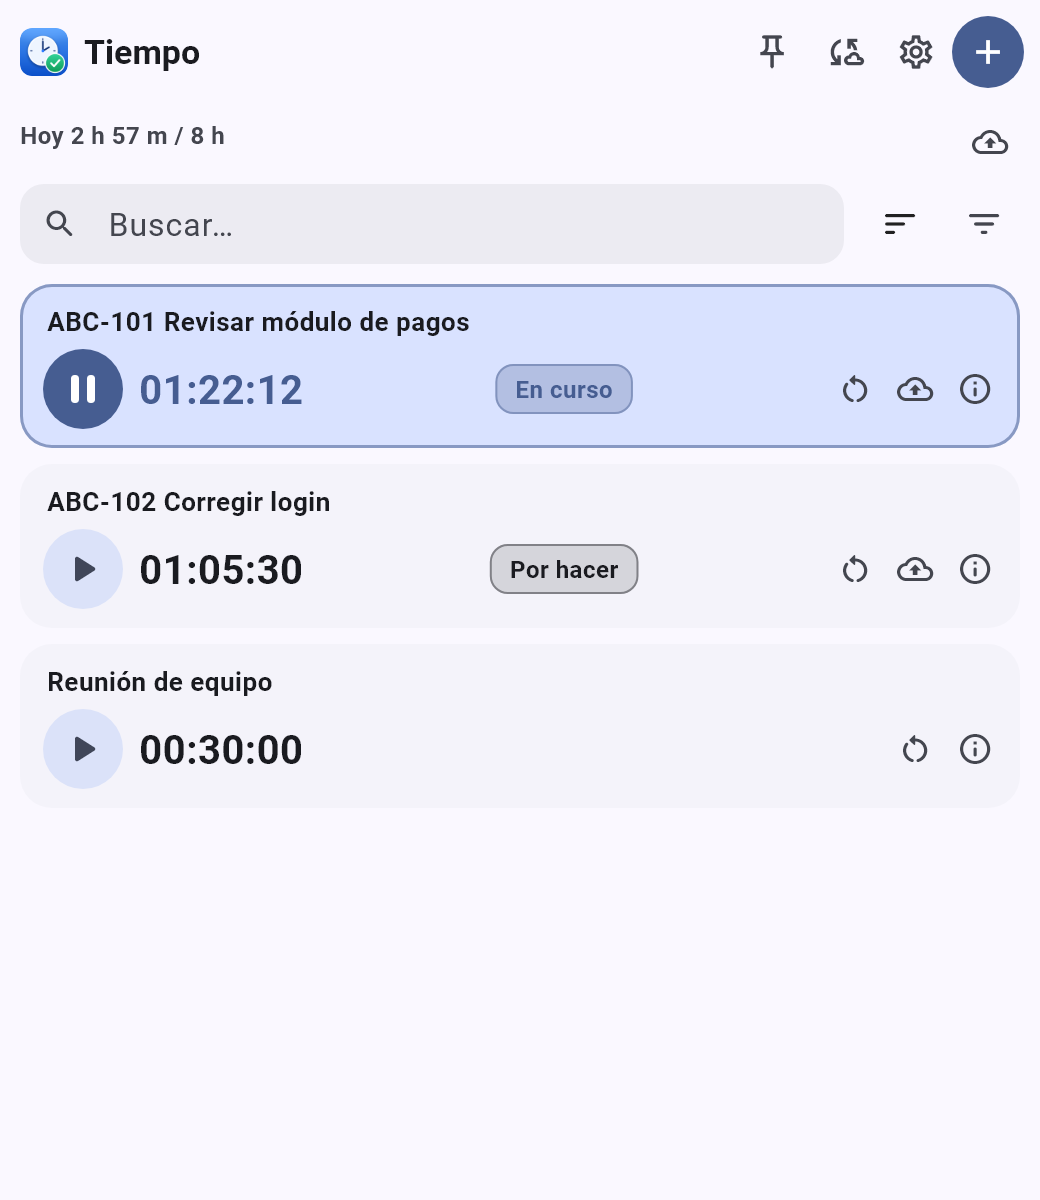 Tiempo
Hoy 2 h 57 m / 8 h
Buscar...
ABC-101 Revisar módulo de pagos
01:22:12
En curso
ABC-102 Corregir login
01:05:30
Por hacer
Reunión de equipo
00:30:00